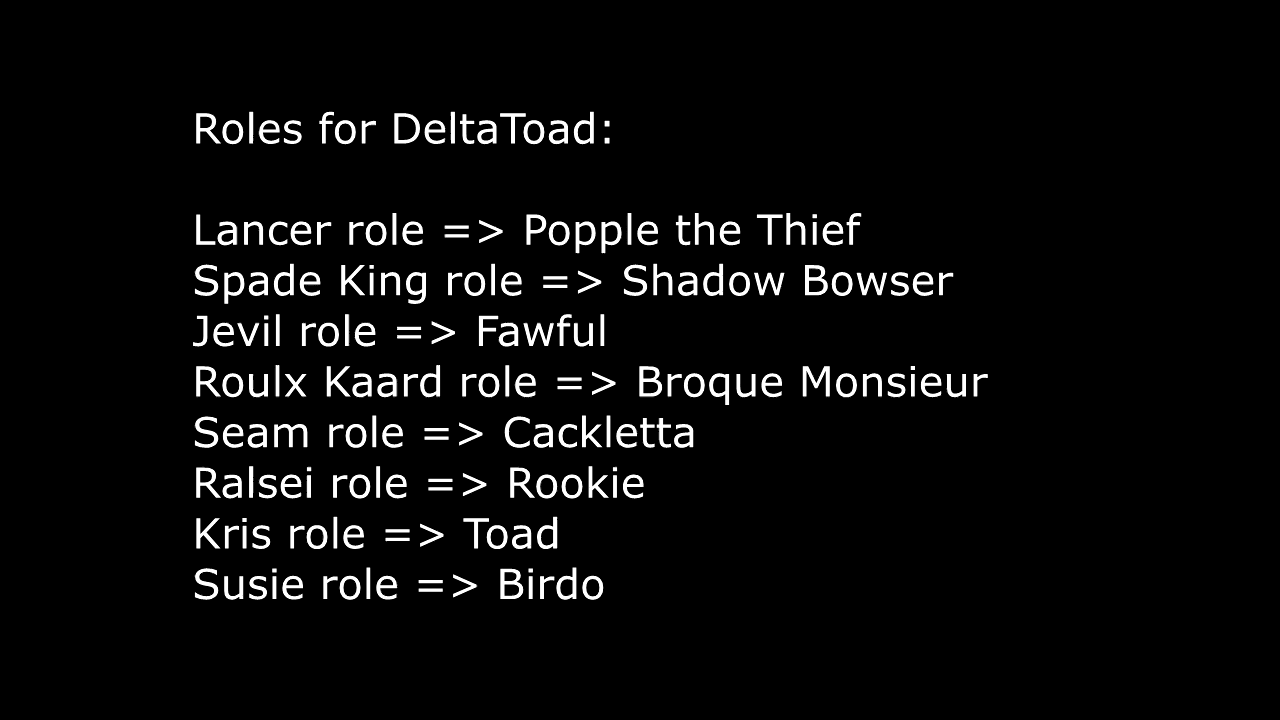 Roles for DeltaToad:
Lancer role => Popple the Thief
Spade King role => Shadow Bowser
Jevil role => Fawful
Roulx Kaard role => Broque Monsieur
Seam role => Cackletta
Ralsei role => Rookie
Kris role => Toad
Susie role => Birdo